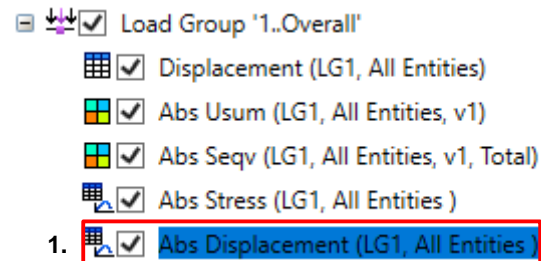 Load Group '1..Overall'
Displacement (LG1, All Entities)
Abs Usum (LG1, All Entities, v1)
Abs Seqv (LG1, All Entities, v1, Total)
Abs Stress (LG1, All Entities )
1. Abs Displacement (LG1, All Entities )